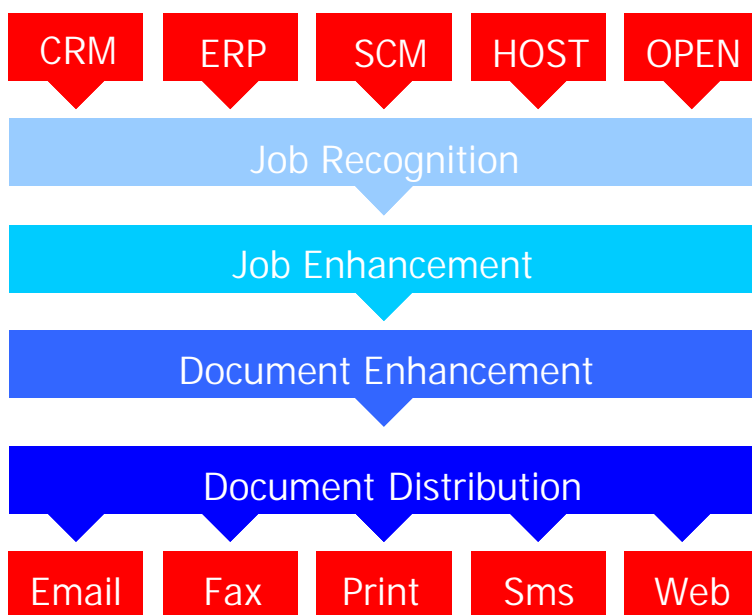 CRM ERP SCM HOST OPEN
Job Recognition
Job Enhancement
Document Enhancement
Document Distribution
Email Fax Print Sms Web